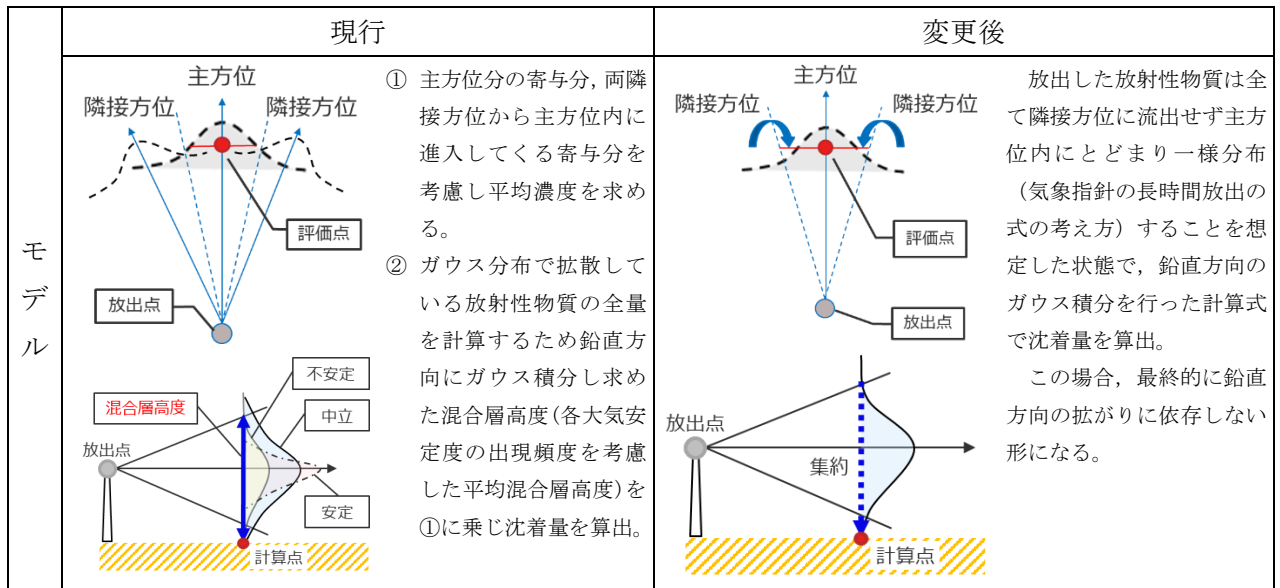 現行
変更後
モデル
主方位
隣接方位
隣接方位
評価点
放出点
① 主方位分の寄与分,両隣
接方位から主方位内に
進入してくる寄与分を
考慮し平均濃度を求め
る。
② ガウス分布で拡散して
いる放射性物質の全量
を計算するため鉛直方
向にガウス積分し求め
た混合層高度(各大気安
定度の出現頻度を考慮
した平均混合層高度)を
①に乗じ沈着量を算出。
不安定
混合層高度
中立
放出点
安定
計算点
主方位
隣接方位
隣接方位
評価点
放出点
放出した放射性物質は全
て隣接方位に流出せず主方
位内にとどまり一様分布
(気象指針の長時間放出の
式の考え方)することを想
定した状態で,鉛直方向の
ガウス積分を行った計算式
で沈着量を算出。
この場合,最終的に鉛直
方向の拡がりに依存しない
形になる。
放出点
集約
計算点